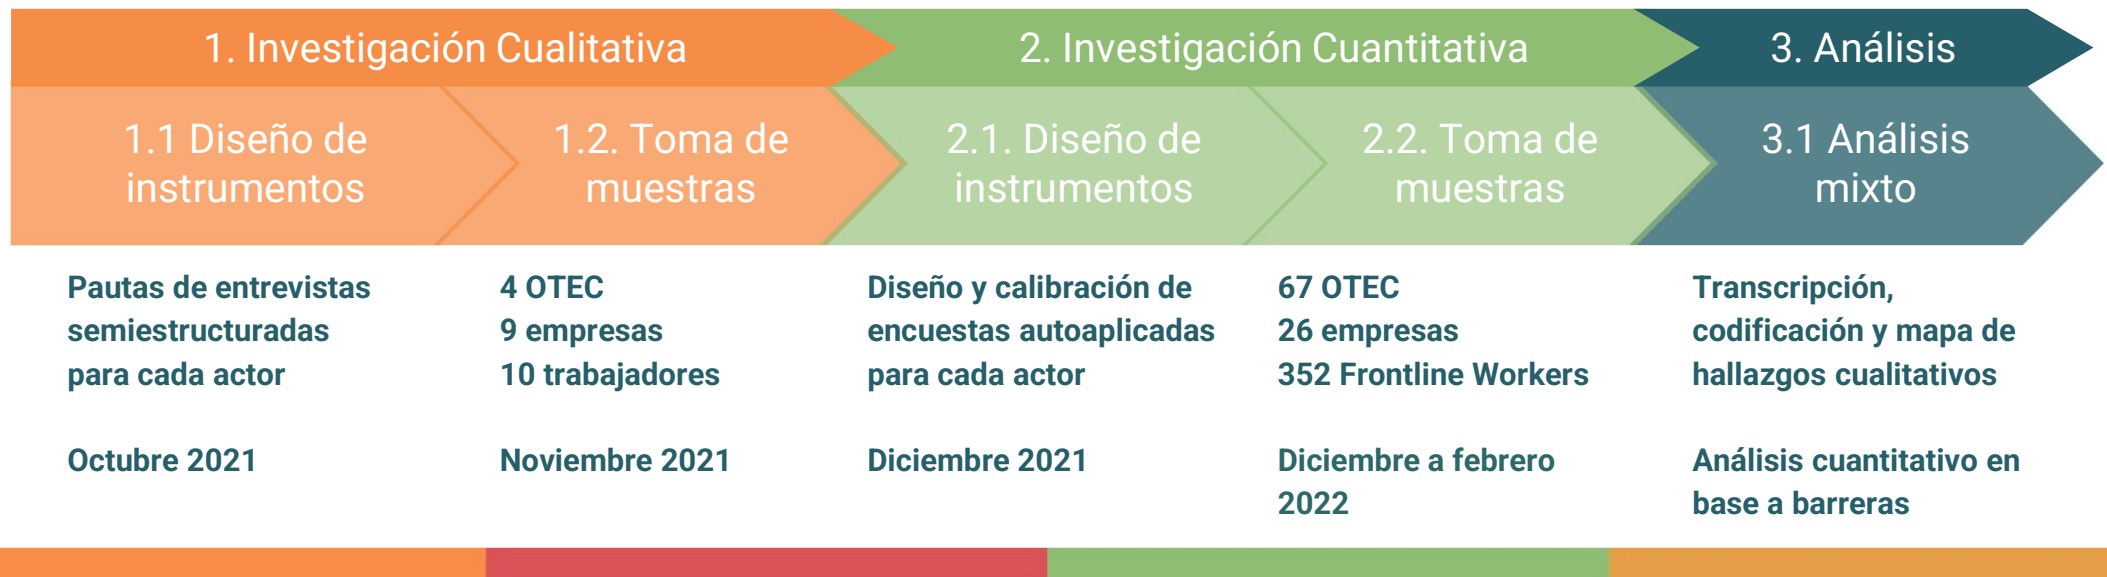 1. Investigación Cualitativa
2. Investigación Cuantitativa
3. Análisis
1.1 Diseño de
instrumentos
1.2. Toma de
muestras
2.1. Diseño de
instrumentos
2.2. Toma de
muestras
3.1 Análisis
mixto
Pautas de entrevistas
semiestructuradas
para cada actor
Octubre 2021
4 OTEC
9 empresas
10 trabajadores
Noviembre 2021
Diseño y calibración de
encuestas autoaplicadas
para cada actor
Diciembre 2021
67 OTEC
26 empresas
352 Frontline Workers
Diciembre a febrero
2022
Transcripción,
codificación y mapa de
hallazgos cualitativos
Análisis cuantitativo en
base a barreras